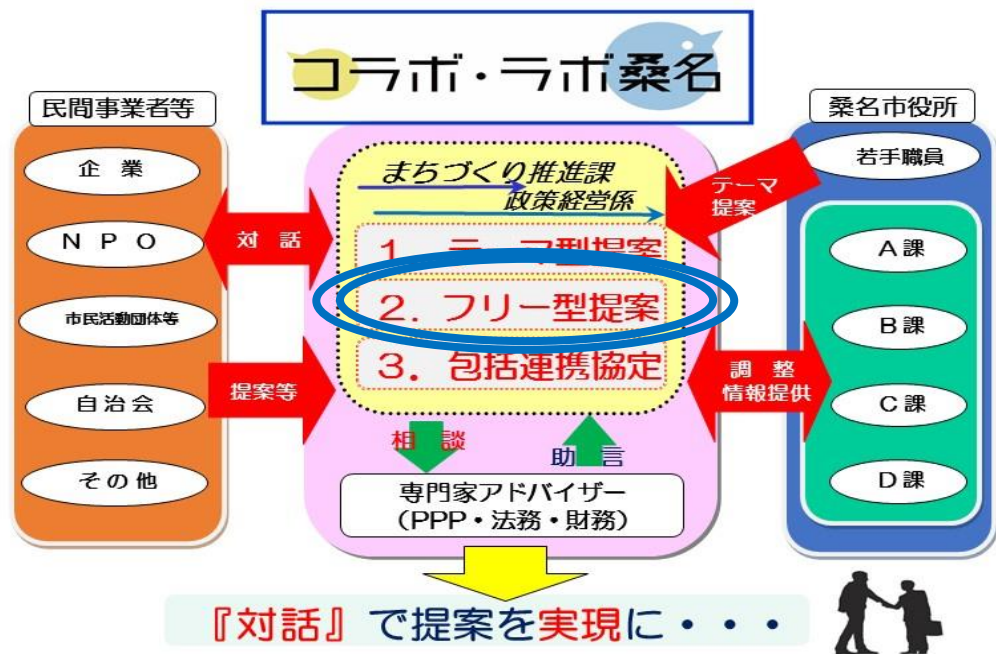 コラボ・ラボ桑名
民間事業者等
企業
NPO
市民活動団体等
自治会
その他
対話
提案等
まちづくり推進課
政策経営係
1.テーマ型提案
2.フリー型提案
3.包括連携協定
相談
助言
専門家アドバイザー
(PPP・法務・財務)
桑名市役所
若手職員
テーマ
提案
A課
B課
C課
D課
調整
情報提供
『対話』で提案を実現に・・・